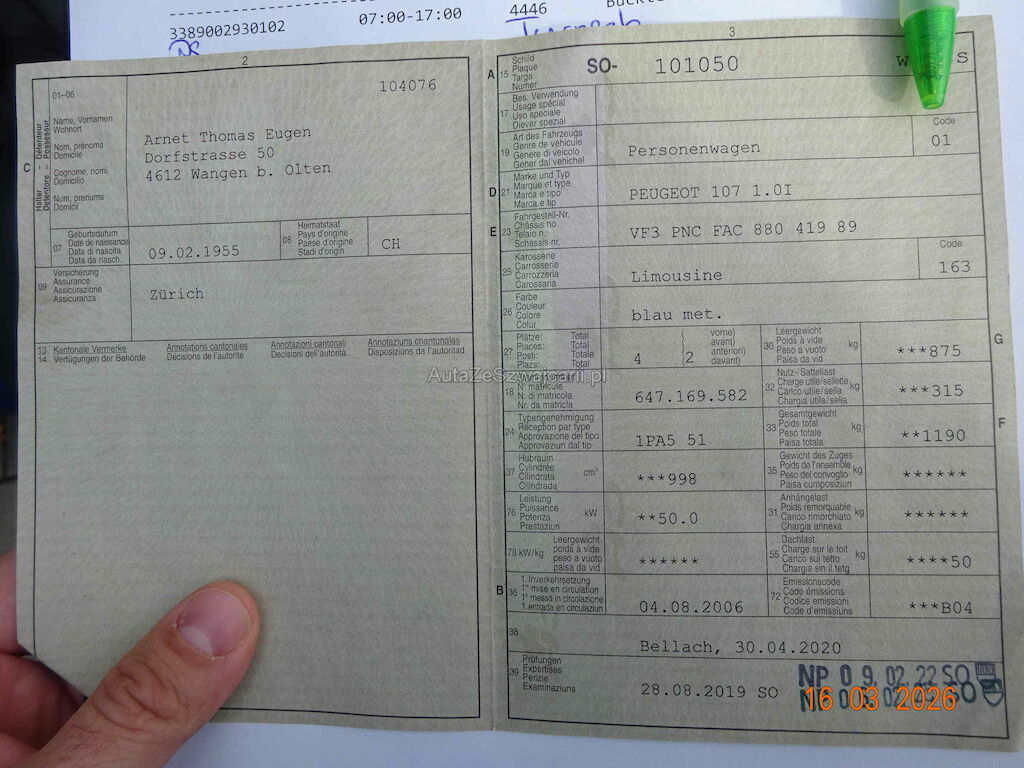 3389002930102
07:00-17:00
4446
2
104076
01-06
Name, Vornamen
Wohnort
Nom, prénoms
Domicile
Cognome, nomi
Domicilio
Num, prenums
Domicil
C
Halter Détenteur
Detentore - Possessur
Arnet Thomas Eugen
Dorfstrasse 50
4612 Wangen b. Olten
07
Geburtsdatum
Date de naissance
Data di nascita
Data da nasch.
09.02.1955
08
Heimatstaat
Pays d'origine
Paese d'origine
Stadi d'origin
CH
09
Versicherung
Assurance
Assicurazione
Assicuranza
Zürich
13 Kantonale Vermerke Annotations cantonales Annotazioni cantonali Annotaziuns chantunalas
14 Verfügungen der Behörde Décisions de l'autorité Decisioni dell'autorità Disposiziuns da l'autoritad
3
A 15
Schild
Plaque
Targa
Numer
SO- 101050
17
Bes. Verwendung
Usage spécial
Uso speciale
Diever spezial
19
Art des Fahrzeugs
Genre de véhicule
Genere di veicolo
Gener dal vehichel
Personenwagen
Code
01
D 21
Marke und Typ
Marque et type
Marca e tipo
Marca e tip
PEUGEOT 107 1.0I
E 23
Fahrgestell-Nr.
Châssis no
Telaio n.
Schassis nr.
VF3 PNC FAC 880 419 89
25
Karosserie
Carrosserie
Carrozzeria
Carossaria
Limousine
Code
163
26
Farbe
Couleur
Colore
Colur
blau met.
27
Plätze: Total
Places: Total
Posti: Totale
Plazs: Total
4
(2
vorne)
avant)
anteriori)
davant)
30
Leergewicht
Poids à vide
Peso a vuoto
Paisa da vid
kg
***875
G
AutaZeSzwajcarii.pl
18
N. matricule
N. di matricola
Nr. da matricla
647.169.582
32
Nutz-/Sattellast
Charge utile/sellette
Carico utile/sella
Chargia utila/sella
kg
***315
24
Typengenehmigung
Réception par type
Approvazione del tipo
Approvaziun dal tip
1PA5 51
33
Gesamtgewicht
Poids total
Peso totale
Paisa totala
kg
**1190
F
37
Hubraum
Cylindrée
Cilindrata
Cilindrada
cm³
***998
35
Gewicht des Zuges
Poids de l'ensemble
Peso del convoglio
Paisa cumposiziun
kg
******
76
Leistung
Puissance
Potenza
Prestaziun
kW
**50.0
31
Anhängelast
Poids remorquable
Carico rimorchiato
Chargia annexa
kg
******
78 kW/kg
Leergewicht
poids à vide
peso a vuoto
paisa da vid
******
55
Dachlast
Charge sur le toit
Carico sul tetto
Chargia sin il tetg
kg
****50
B 36
1. Inverkehrsetzung
1re mise en circulation
1a messa in circolazione
1. entrada en circulaziun
04.08.2006
72
Emissionscode
Code émissions
Codice emissioni
Code d'emissiuns
***B04
38
Bellach, 30.04.2020
39
Prüfungen
Expertises
Perizie
Examinaziuns
28.08.2019 SO
NP 0 9. 02. 22 SO
16 03 2026